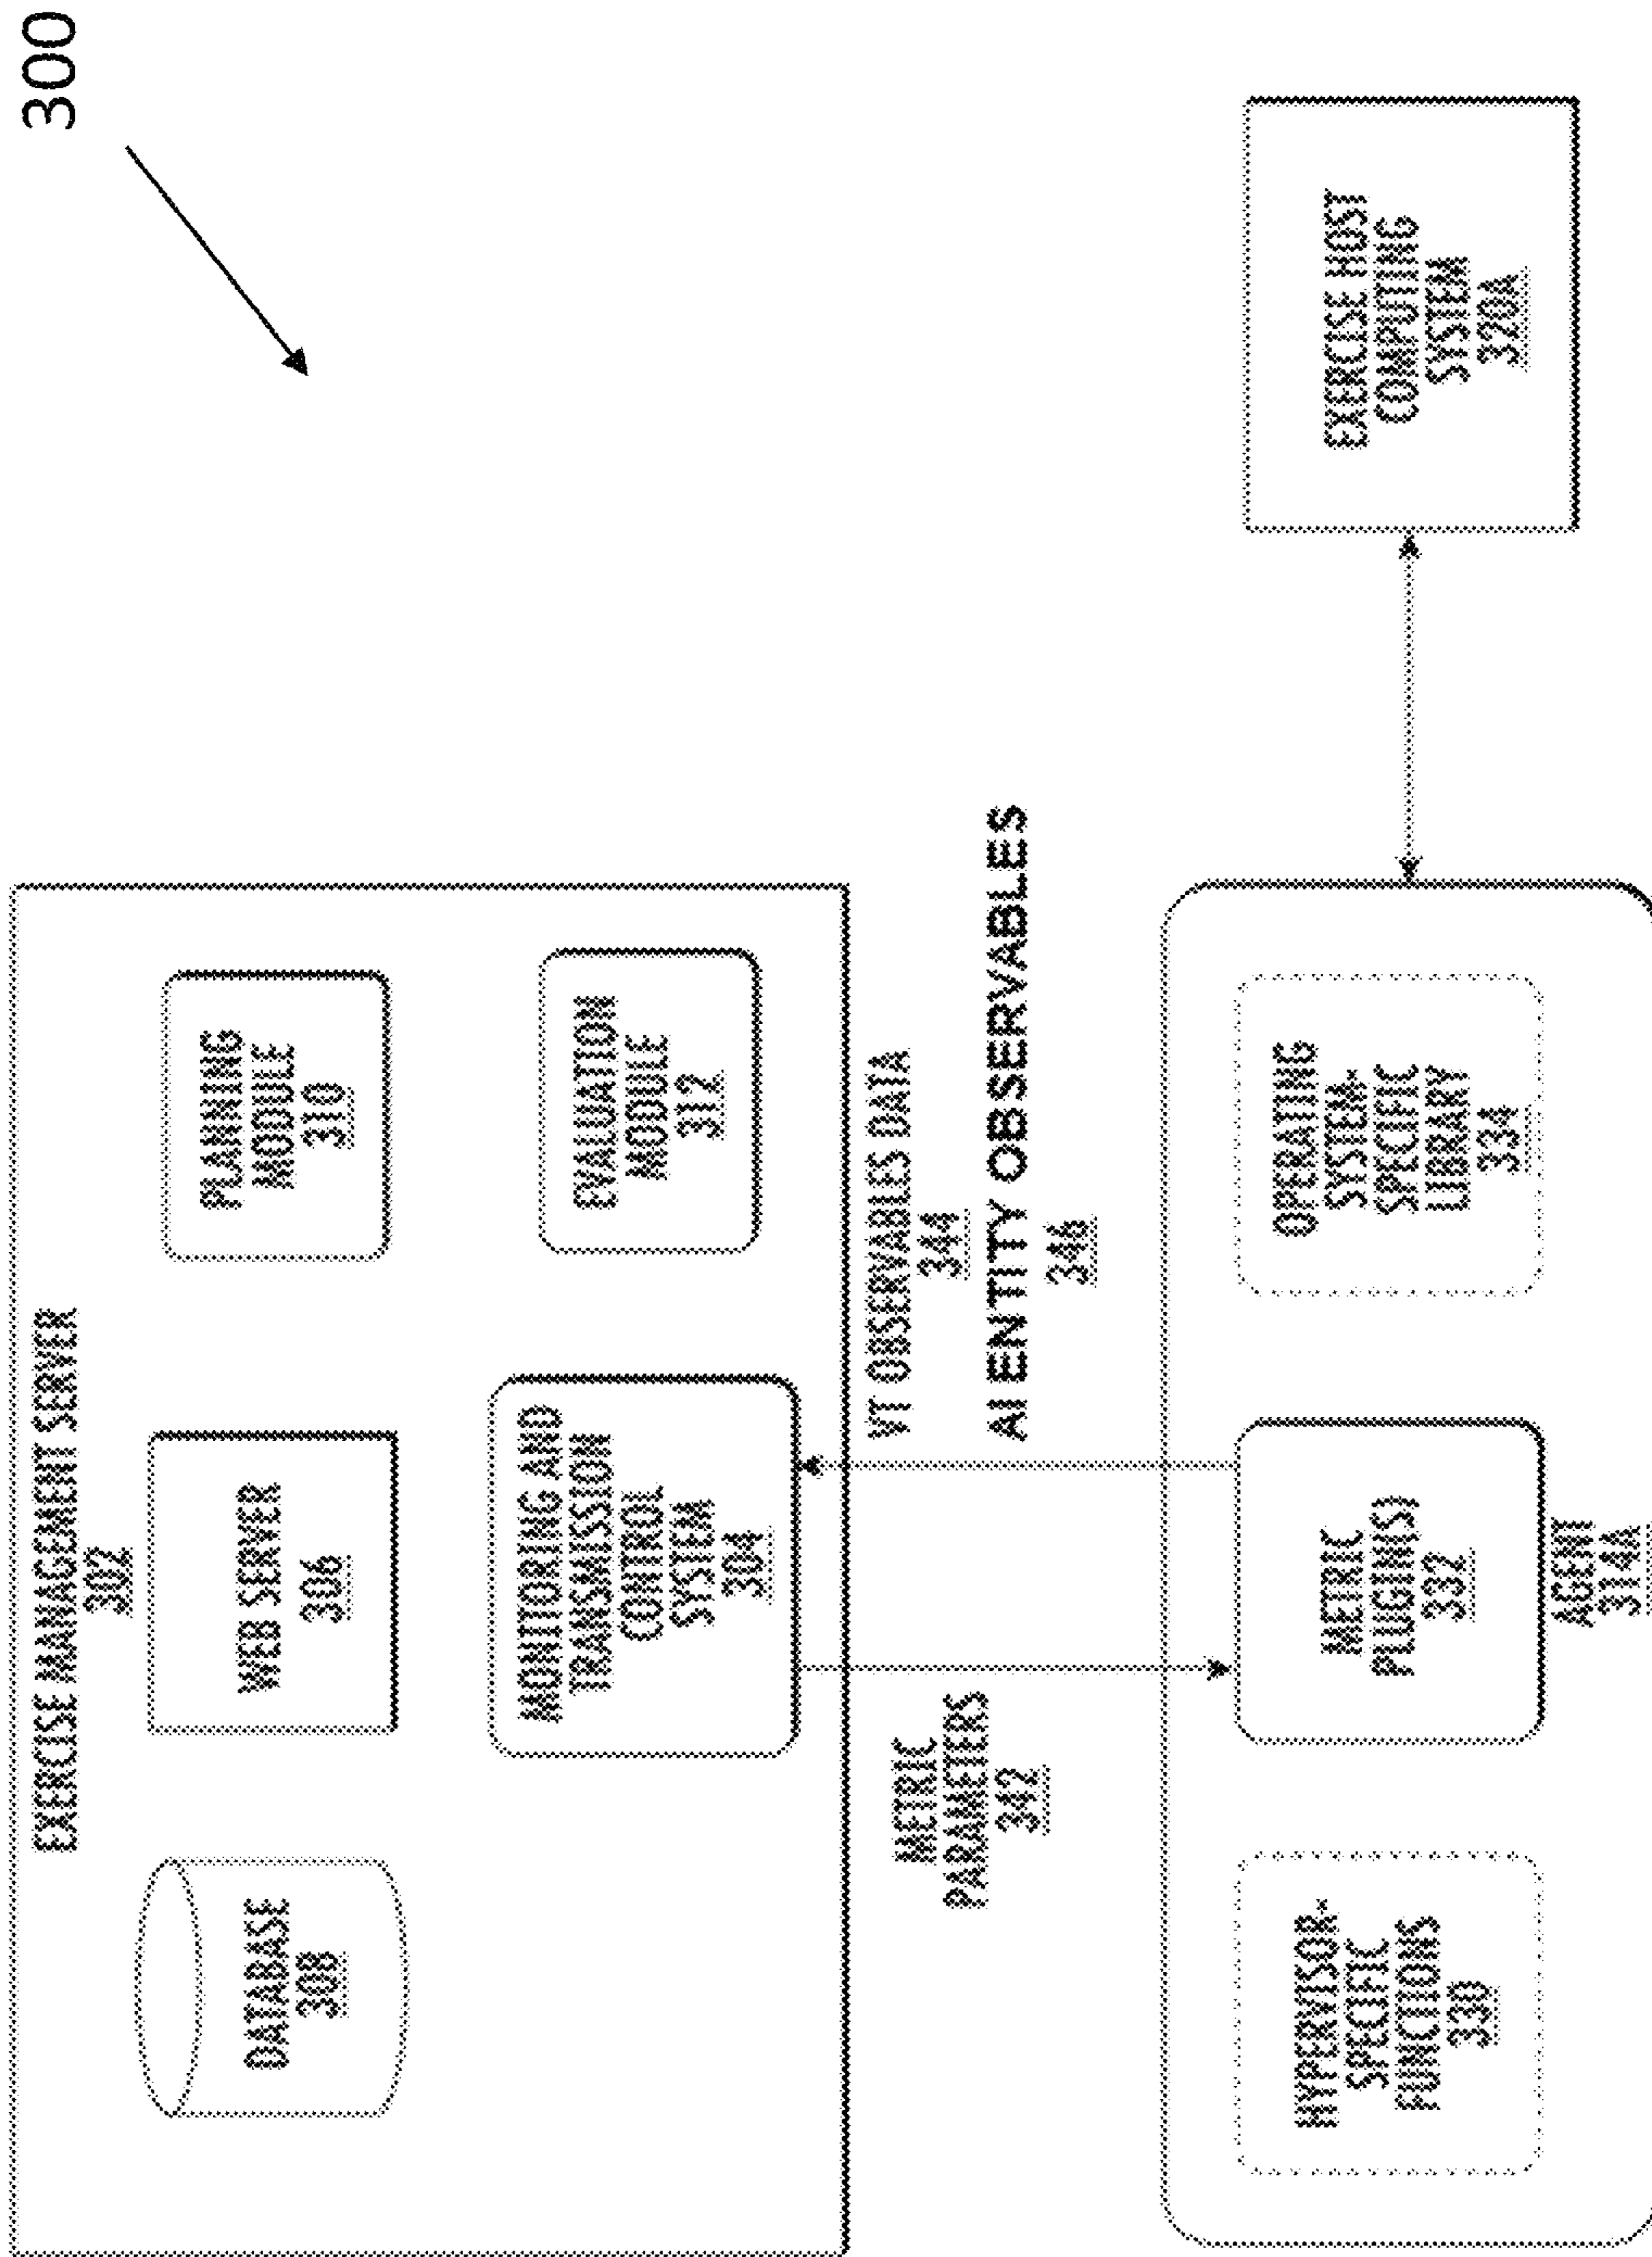 300
EXERCISE MANAGEMENT SERVER
302
DATABASE
308
WEB SERVER
306
PLANNING
MODULE
310
MONITORING AND
TRANSMISSION
CONTROL
SYSTEM
304
EVALUATION
MODULE
312
METRIC
PARAMETERS
342
VT OBSERVABLES DATA
344
AI ENTITY OBSERVABLES
346
HYPERVISOR-
SPECIFIC
FUNCTIONS
330
METRIC
PLUGIN(S)
332
OPERATING
SYSTEM-
SPECIFIC
LIBRARY
334
AGENT
314A
EXERCISE HOST
COMPUTING
SYSTEM
320A